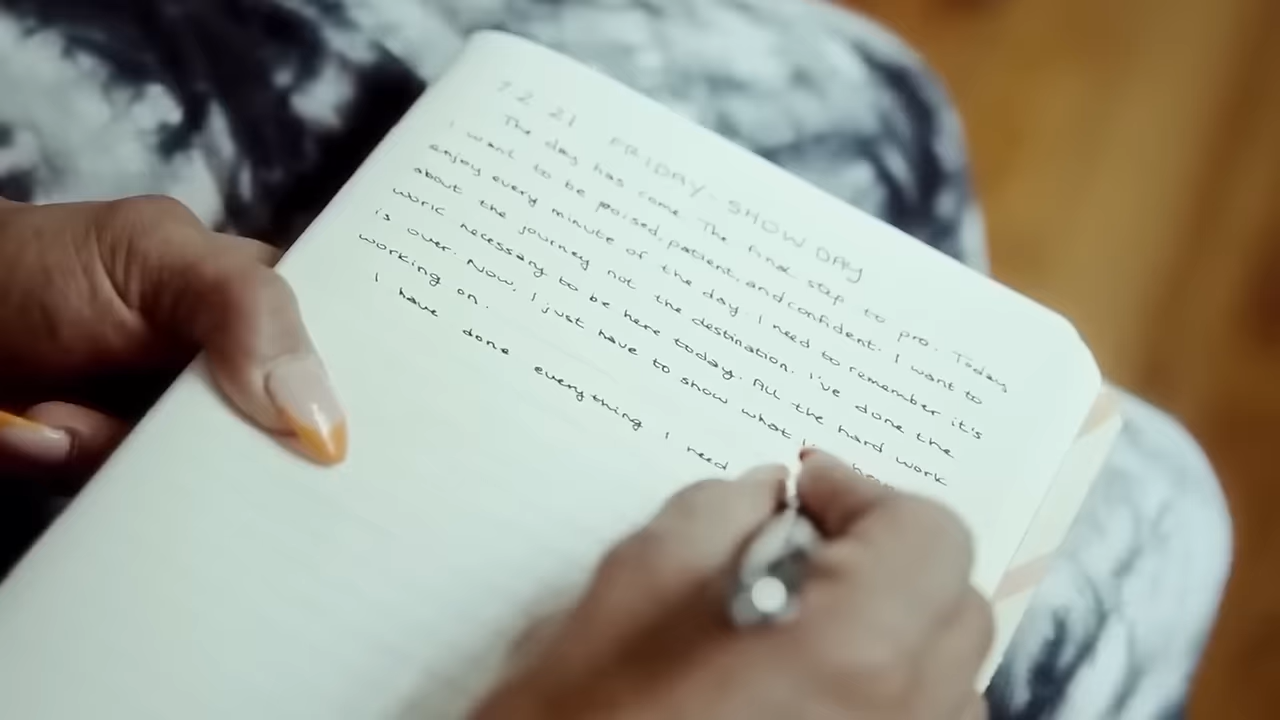 7 2 21 FRIDAY - SHOW DAY
The day has come. The final step to pro. Today
I want to be poised, patient, and confident. I want to
enjoy every minute of the day. I need to remember it's
about the journey not the destination. I've done the
work necessary to be here today. All the hard work
is over. Now, I just have to show what
working on.
I have done everything I need